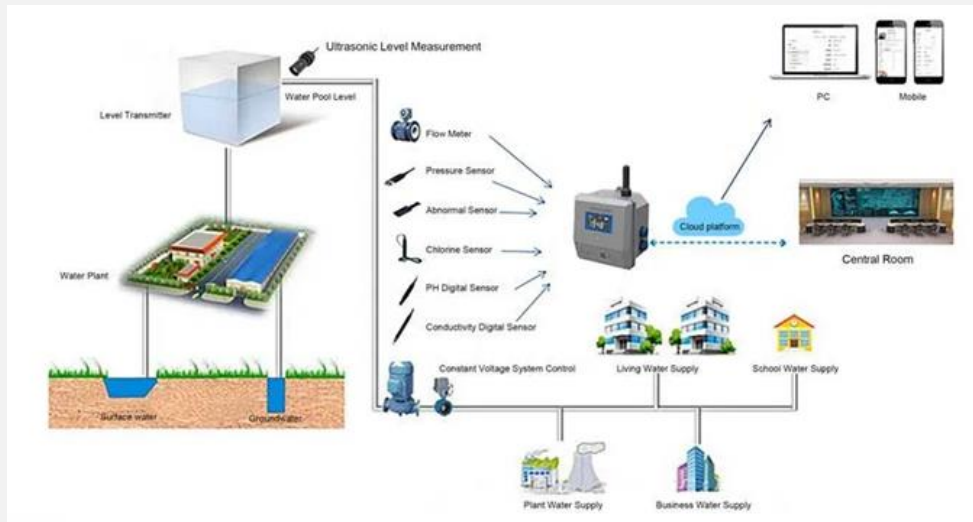 Ultrasonic Level Measurement
Water Pool Level
Level Transmitter
Flow Meter
Pressure Sensor
Abnormal Sensor
Chlorine Sensor
PH Digital Sensor
Conductivity Digital Sensor
Constant Voltage System Control
Water Plant
Surface water
Groundwater
PC
Mobile
Cloud platform
Central Room
Living Water Supply
School Water Supply
Plant Water Supply
Business Water Supply